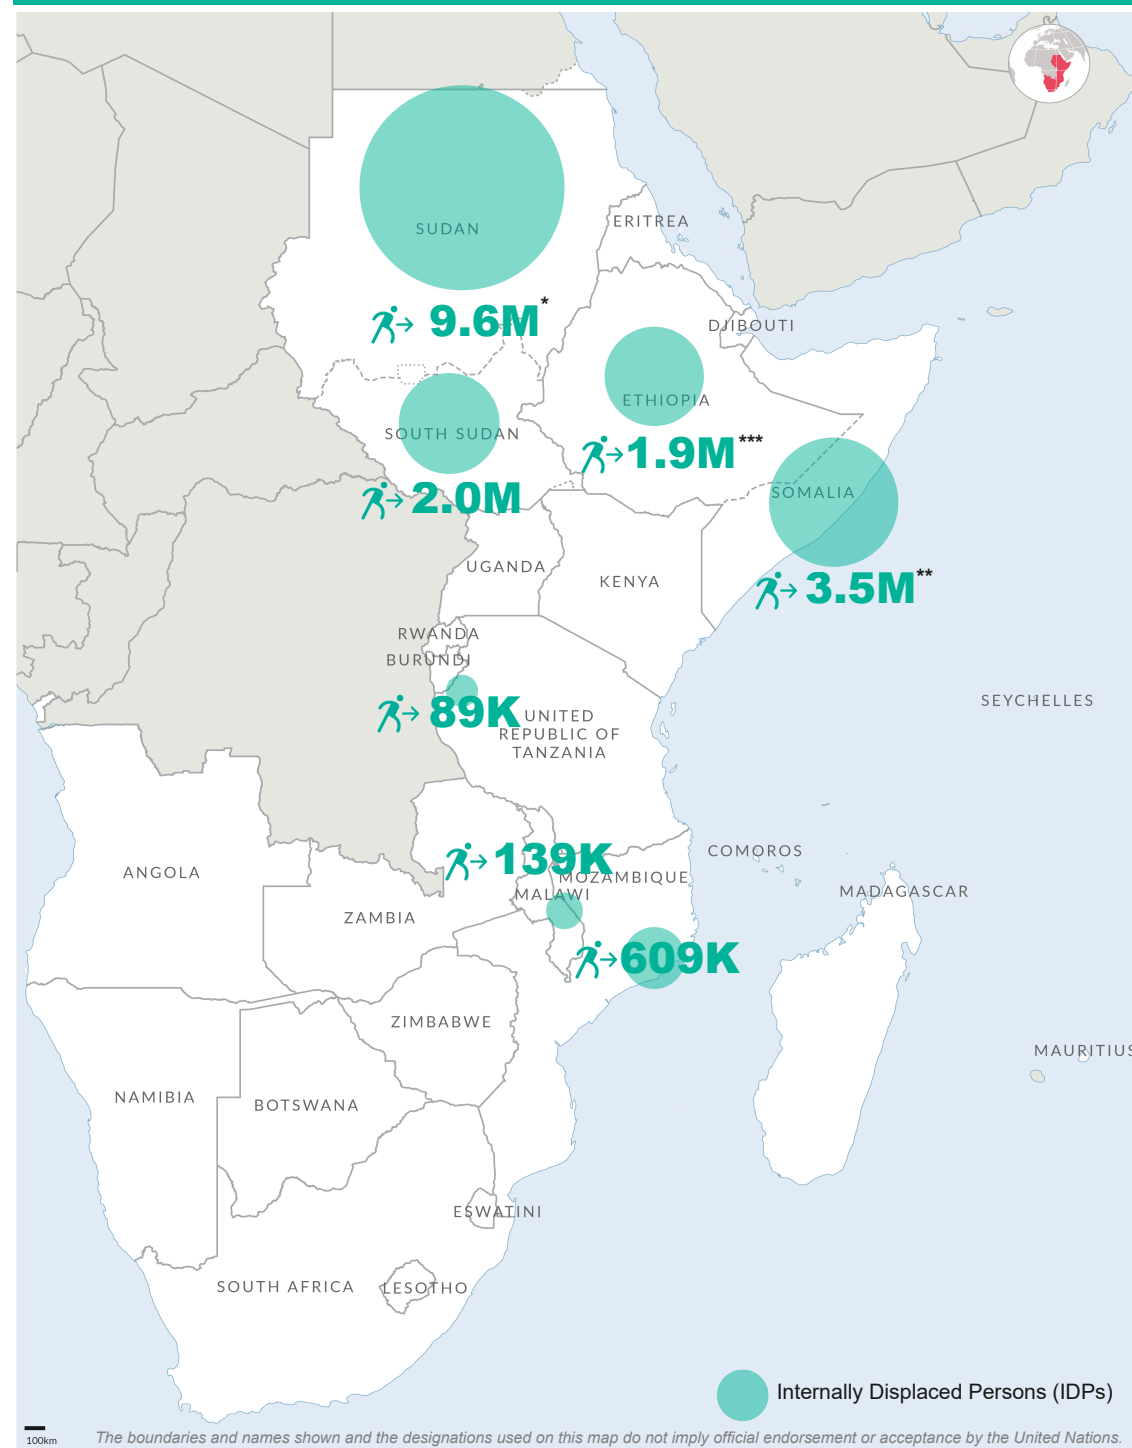 SUDAN
ERITREA
9.6M*
DJIBOUTI
ETHIOPIA
SOUTH SUDAN
1.9M***
2.0M
SOMALIA
UGANDA
KENYA
3.5M**
RWANDA
BURUNDI
SEYCHELLES
89K
UNITED
REPUBLIC OF
TANZANIA
139K
COMOROS
ANGOLA
MOZAMBIQUE
MALAWI
MADAGASCAR
ZAMBIA
609K
ZIMBABWE
MAURITIUS
NAMIBIA
BOTSWANA
ESWATINI
SOUTH AFRICA
LESOTHO
Internally Displaced Persons (IDPs)
100km
The boundaries and names shown and the designations used on this map do not imply official endorsement or acceptance by the United Nations.